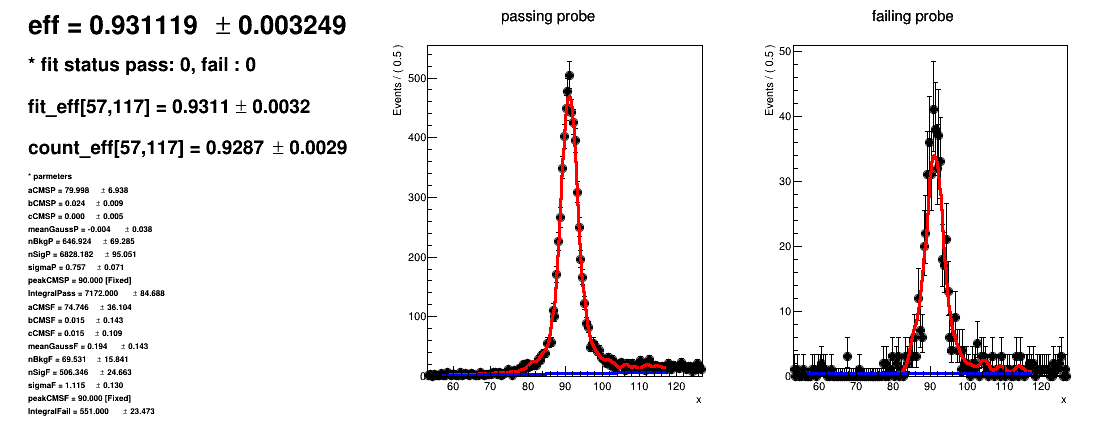 eff = 0.931119 ± 0.003249
* fit status pass: 0, fail : 0
fit_eff[57,117] = 0.9311 ± 0.0032
count_eff[57,117] = 0.9287 ± 0.0029
* parmeters
aCMSP = 79.998 ± 6.938
bCMSP = 0.024 ± 0.009
cCMSP = 0.000 ± 0.005
meanGaussP = -0.004 ± 0.038
nBkgP = 646.924 ± 69.285
nSigP = 6828.182 ± 95.051
sigmaP = 0.757 ± 0.071
peakCMSP = 90.000 [Fixed]
IntegralPass = 7172.000 ± 84.688
aCMSF = 74.746 ± 36.104
bCMSF = 0.015 ± 0.143
cCMSF = 0.015 ± 0.109
meanGaussF = 0.194 ± 0.143
nBkgF = 69.531 ± 15.841
nSigF = 506.346 ± 24.663
sigmaF = 1.115 ± 0.130
peakCMSF = 90.000 [Fixed]
IntegralFail = 551.000 ± 23.473
passing probe
Events / ( 0.5 )
500
400
300
200
100
0
60 70 80 90 100 110 120
x
failing probe
Events / ( 0.5 )
50
40
30
20
10
0
60 70 80 90 100 110 120
x